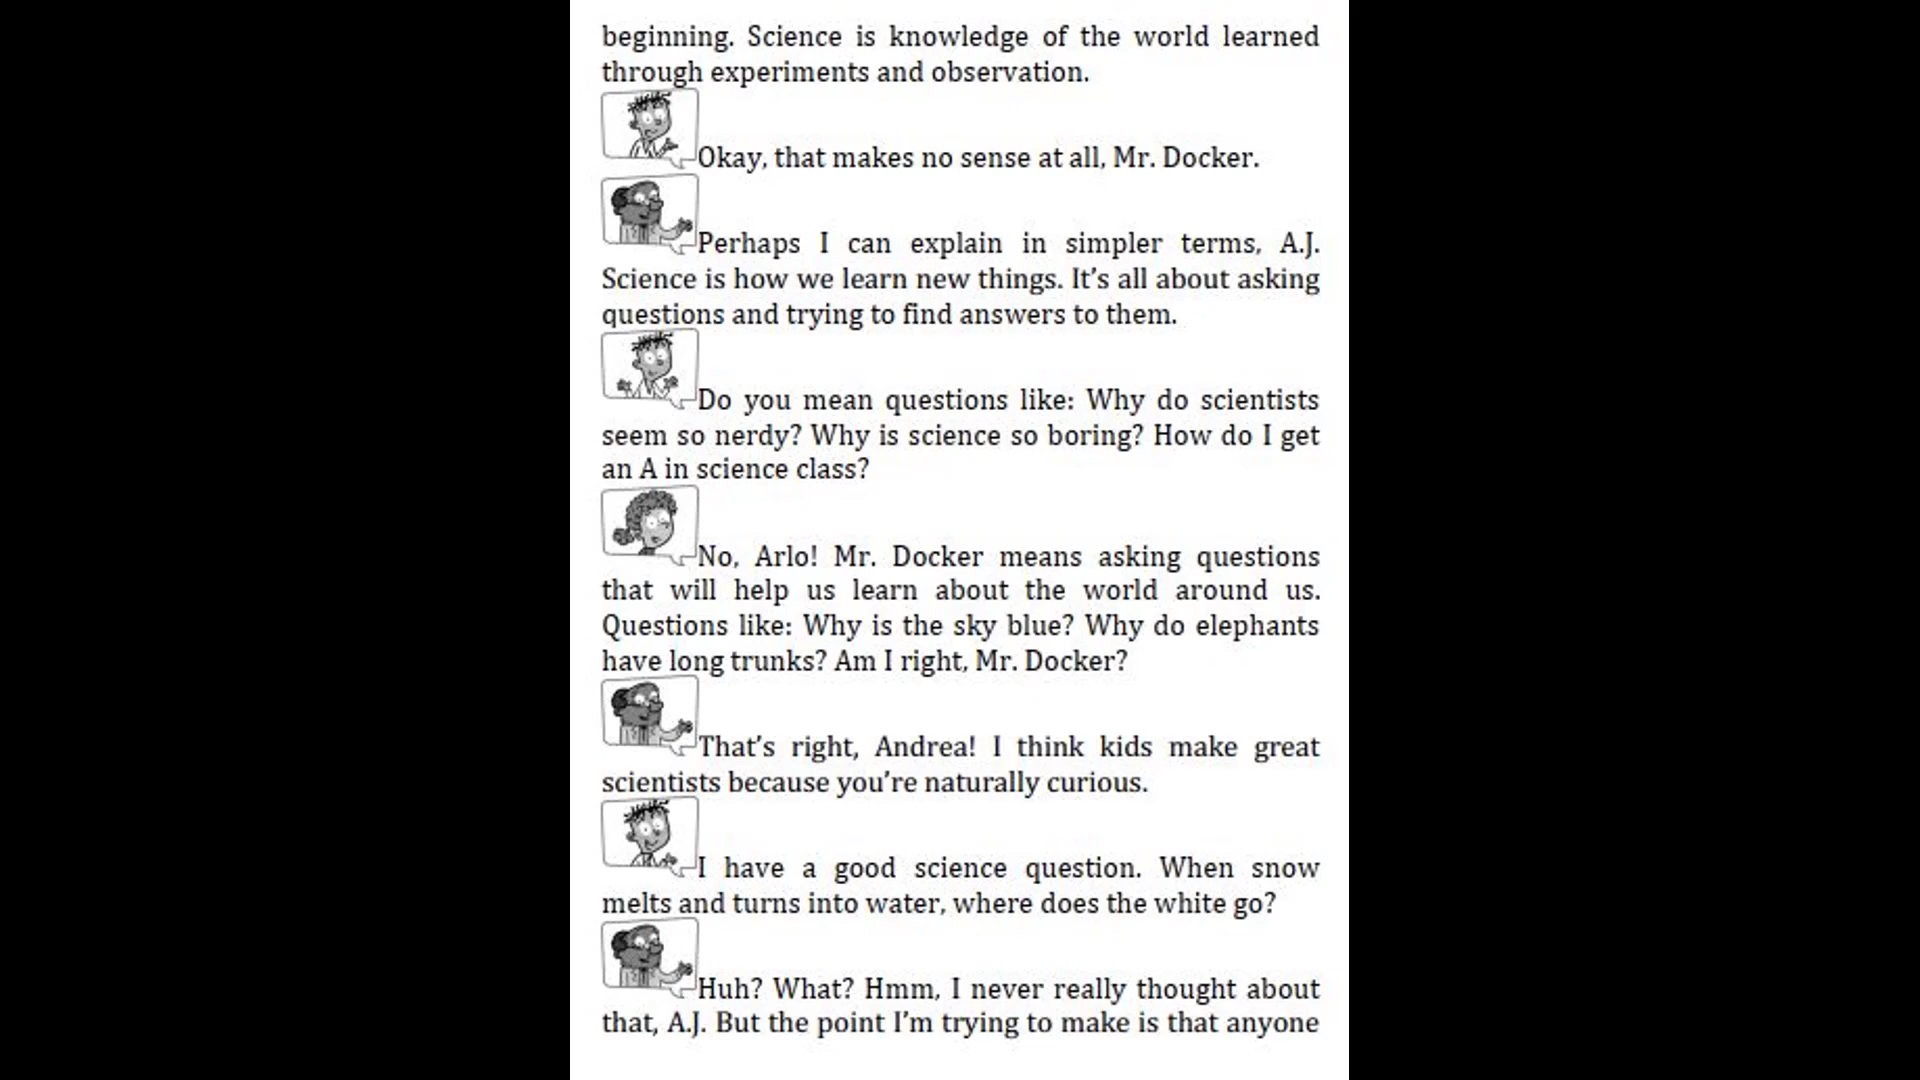 beginning. Science is knowledge of the world learned
through experiments and observation.
Okay, that makes no sense at all, Mr. Docker.
Perhaps I can explain in simpler terms, A.J.
Science is how we learn new things. It’s all about asking
questions and trying to find answers to them.
Do you mean questions like: Why do scientists
seem so nerdy? Why is science so boring? How do I get
an A in science class?
No, Arlo! Mr. Docker means asking questions
that will help us learn about the world around us.
Questions like: Why is the sky blue? Why do elephants
have long trunks? Am I right, Mr. Docker?
That’s right, Andrea! I think kids make great
scientists because you’re naturally curious.
I have a good science question. When snow
melts and turns into water, where does the white go?
Huh? What? Hmm, I never really thought about
that, A.J. But the point I’m trying to make is that anyone